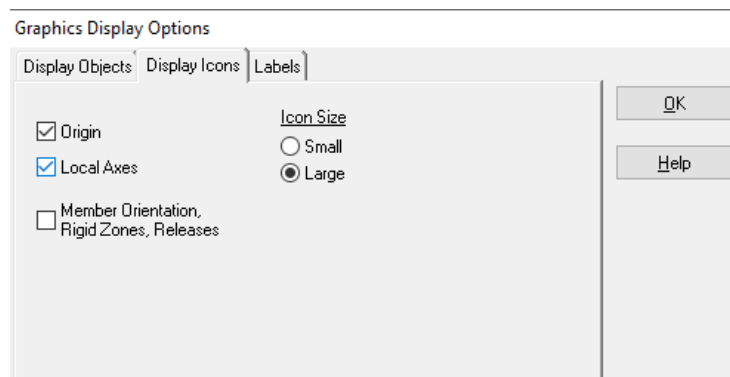 Graphics Display Options
Display Objects Display Icons Labels
Origin
Local Axes
Member Orientation,
Rigid Zones, Releases
Icon Size
Small
Large
OK
Help